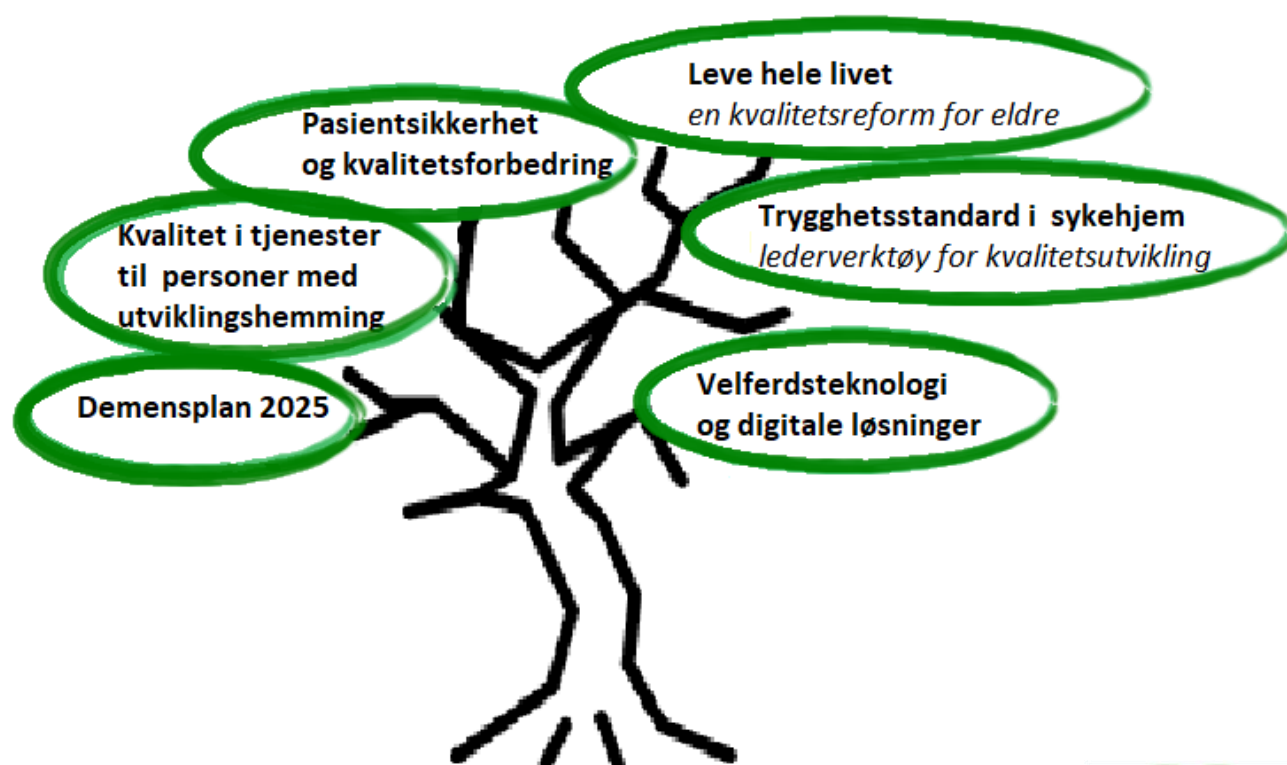 Leve hele livet
en kvalitetsreform for eldre
Pasientsikkerhet
og kvalitetsforbedring
Trygghetsstandard i sykehjem
lederverktøy for kvalitetsutvikling
Kvalitet i tjenester
til personer med
utviklingshemming
Velferdsteknologi
og digitale løsninger
Demensplan 2025